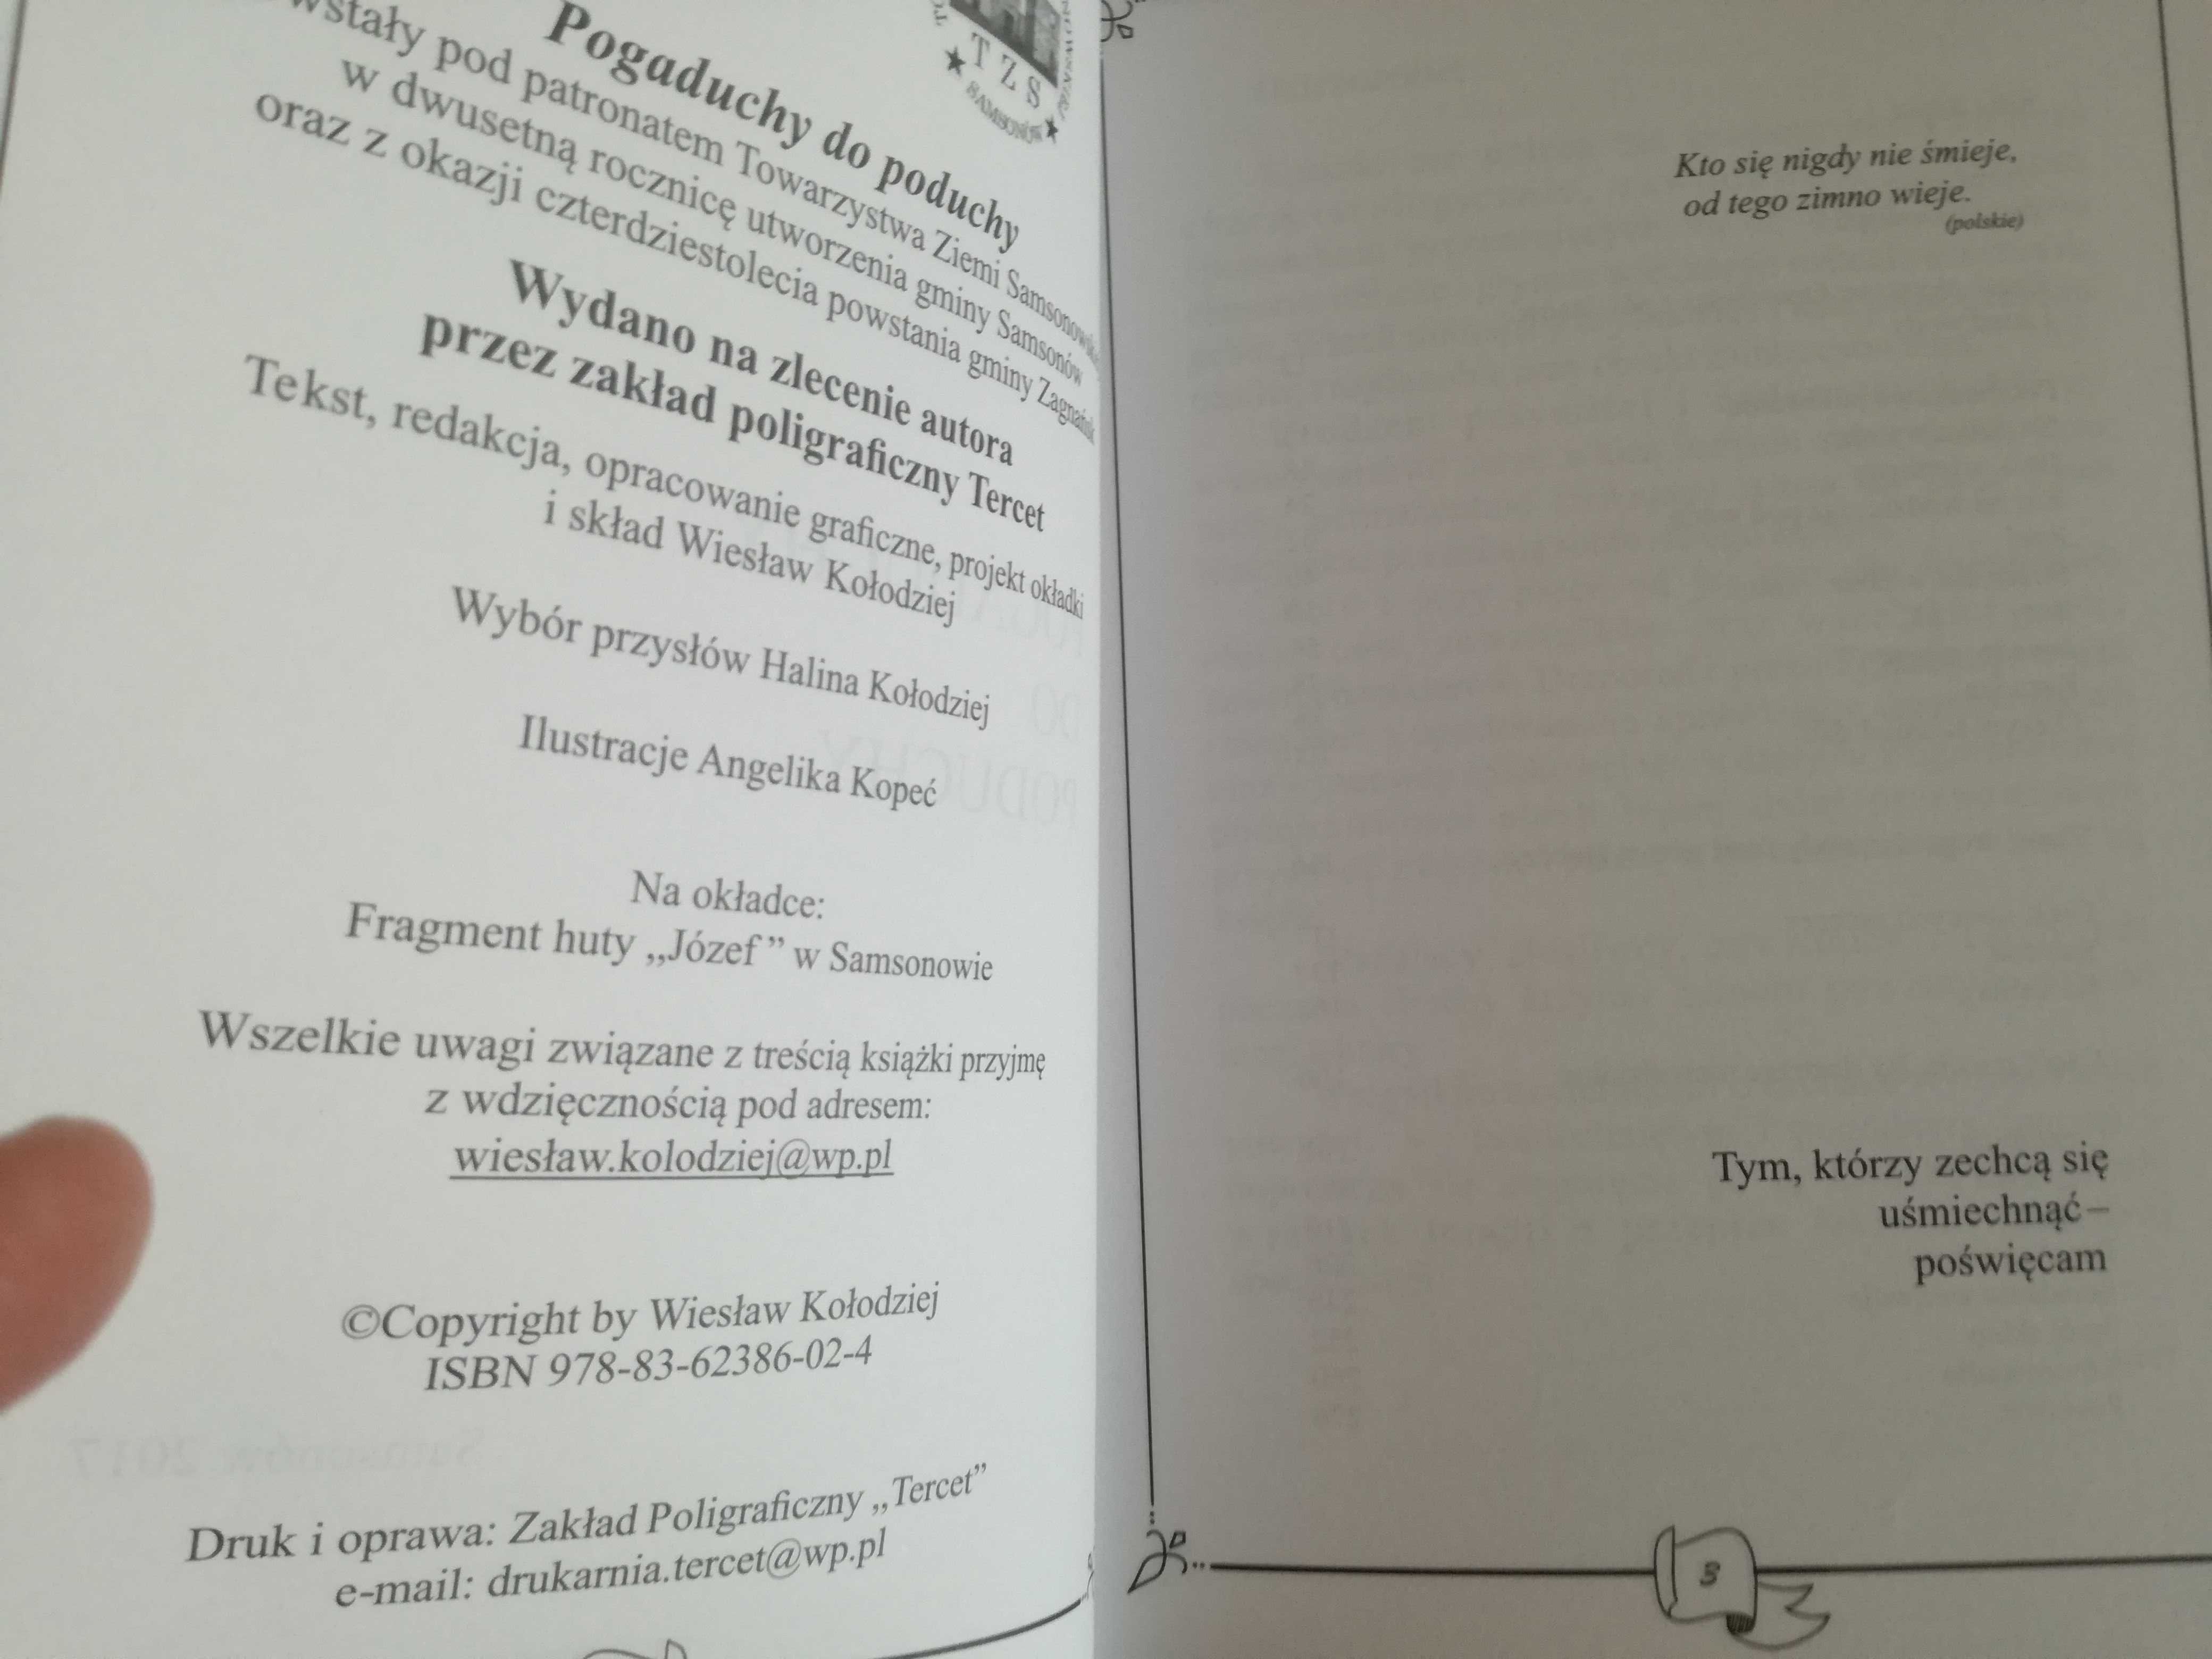 T Z S
SAMSONÓW
Pogaduchy do poduchy
pod patronatem Towarzystwa Ziemi
w dwusetną rocznicę utworzenia gminy Samsonów
oraz z okazji czterdziestolecia powstania gminy Zagnańsk
Wydano na zlecenie autora
przez zakład poligraficzny Tercet
Tekst, redakcja, opracowanie graficzne, projekt okładki
i skład Wiesław Kołodziej
Wybór przysłów Halina Kołodziej
Ilustracje Angelika Kopeć
Na okładce:
Fragment huty „Józef” w Samsonowie
Wszelkie uwagi związane z treścią książki przyjmę
z wdzięcznością pod adresem:
wiesław.kolodziej@wp.pl
©Copyright by Wiesław Kołodziej
ISBN 978-83-62386-02-4
Druk i oprawa: Zakład Poligraficzny „Tercet”
e-mail: drukarnia.tercet@wp.pl
Kto się nigdy nie śmieje,
od tego zimno wieje.
(polskie)
Tym, którzy zechcą się
uśmiechnąć–
poświęcam
3